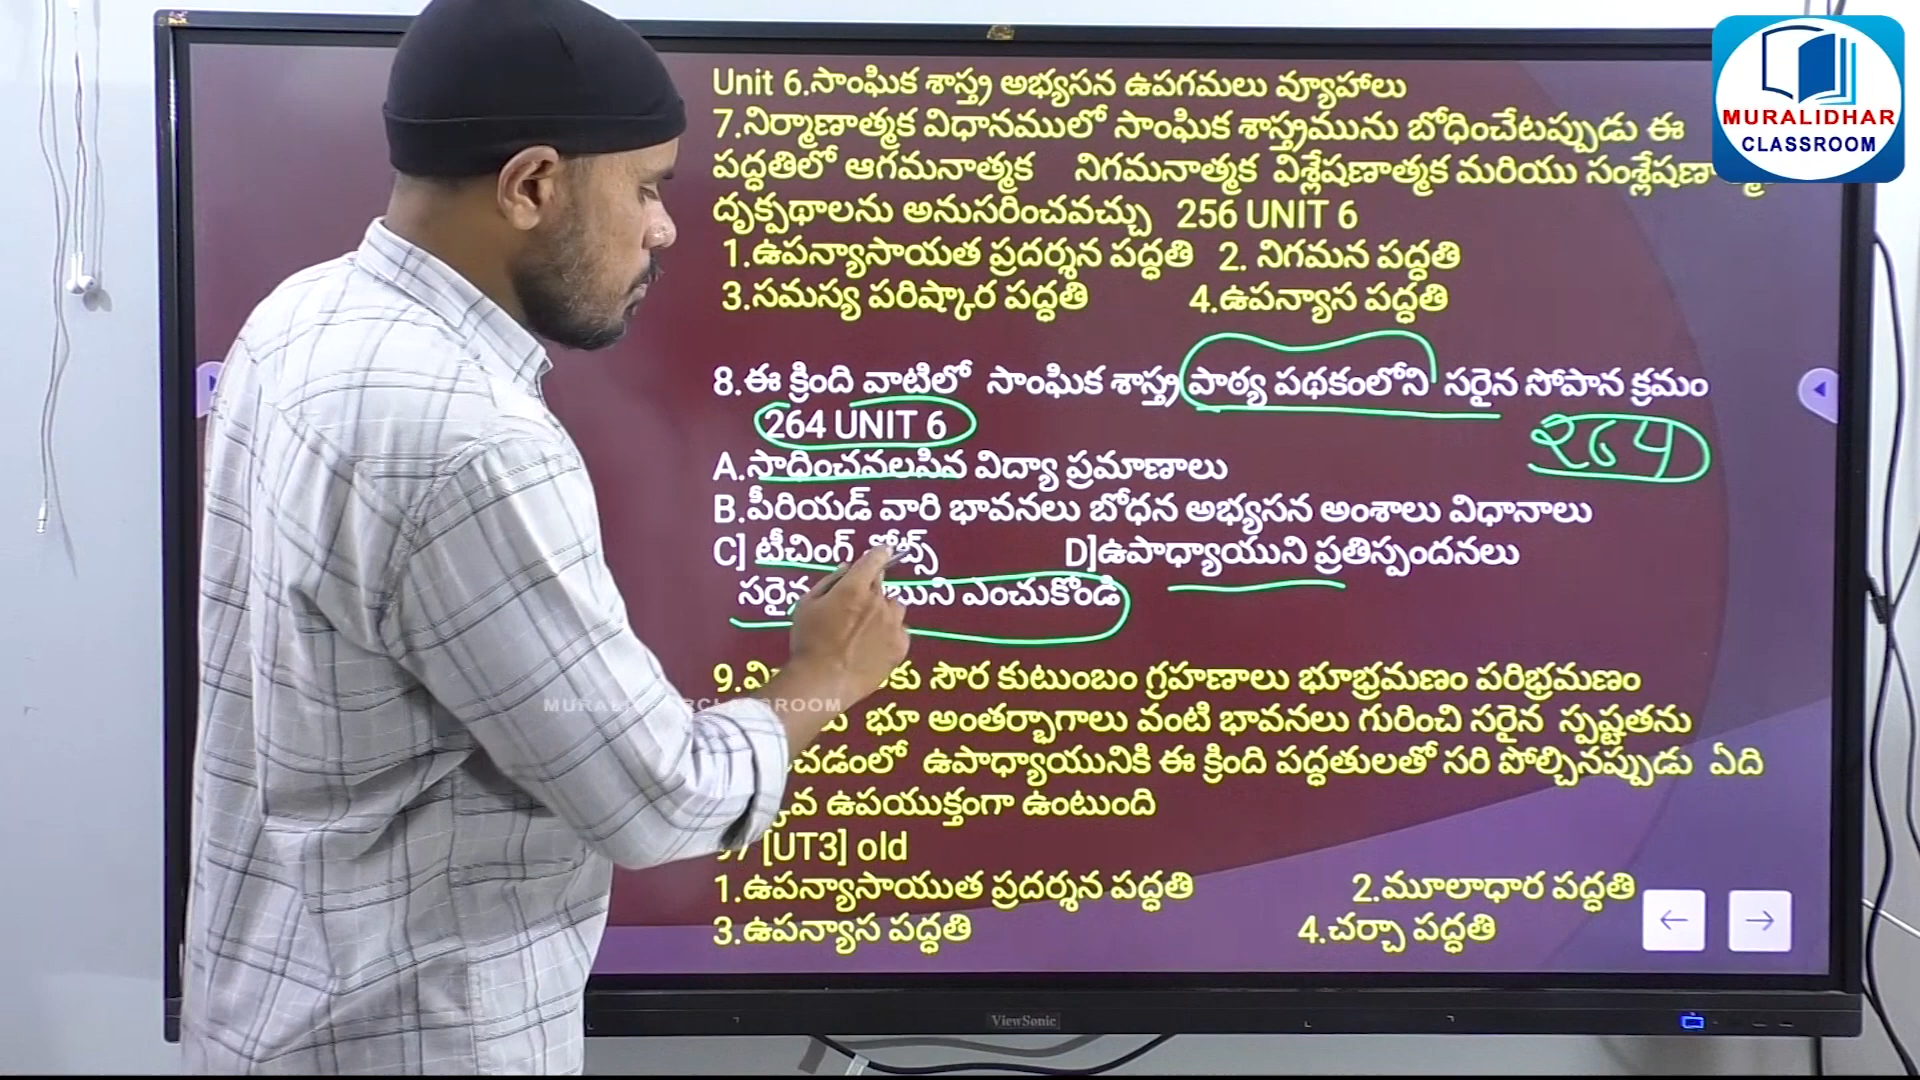 Unit 6.సాంఘిక శాస్త్ర అభ్యసన ఉపగమలు వ్యూహాలు
7.నిర్మాణాత్మక విధానములో సాంఘిక శాస్త్రమును బోధించేటప్పుడు ఈ
పద్ధతిలో ఆగమనాత్మక నిగమనాత్మక విశ్లేషణాత్మక మరియు
దృక్పథాలను అనుసరించవచ్చు 256 UNIT 6
1.ఉపన్యాసాయత ప్రదర్శన పద్ధతి 2. నిగమన పద్ధతి
3.సమస్య పరిష్కార పద్ధతి 4.ఉపన్యాస పద్ధతి
8.ఈ క్రింది వాటిలో సాంఘిక శాస్త్ర పాఠ్య పథకంలోని సరైన సోపాన క్రమం
264 UNIT 6
264
A.సాధించవలసిన విద్యా ప్రమాణాలు
B.పీరియడ్ వారి భావనలు బోధన అభ్యసన అంశాలు విధానాలు
C] టీచింగ్ D]ఉపాధ్యాయుని ప్రతిస్పందనలు
ఎంచుకోండి
9. సౌర కుటుంబం గ్రహణాలు భూభ్రమణం పరిభ్రమణం
భూ అంతర్భాగాలు వంటి భావనలు గురించి సరైన స్పష్టతను
ఉపాధ్యాయునికి ఈ క్రింది పద్ధతులతో సరి పోల్చినప్పుడు ఏది
ఉపయుక్తంగా ఉంటుంది
[UT3] old
1.ఉపన్యాసాయుత ప్రదర్శన పద్ధతి 2.మూలాధార పద్ధతి
3.ఉపన్యాస పద్ధతి 4.చర్చా పద్ధతి
MURALIDHAR
CLASSROOM
MURALIDHARCLASSROOM
ViewSonic